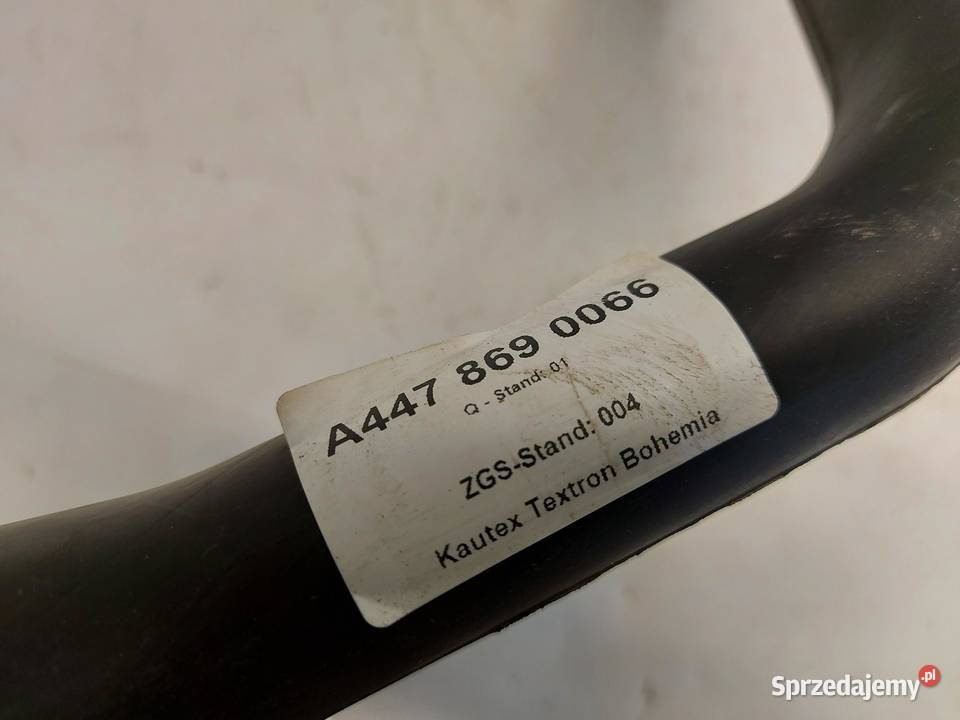 A447 869 0066
Q - Stand: 01
ZGS-Stand: 004
Kautex Textron Bohemia
Sprzedajemy.pl